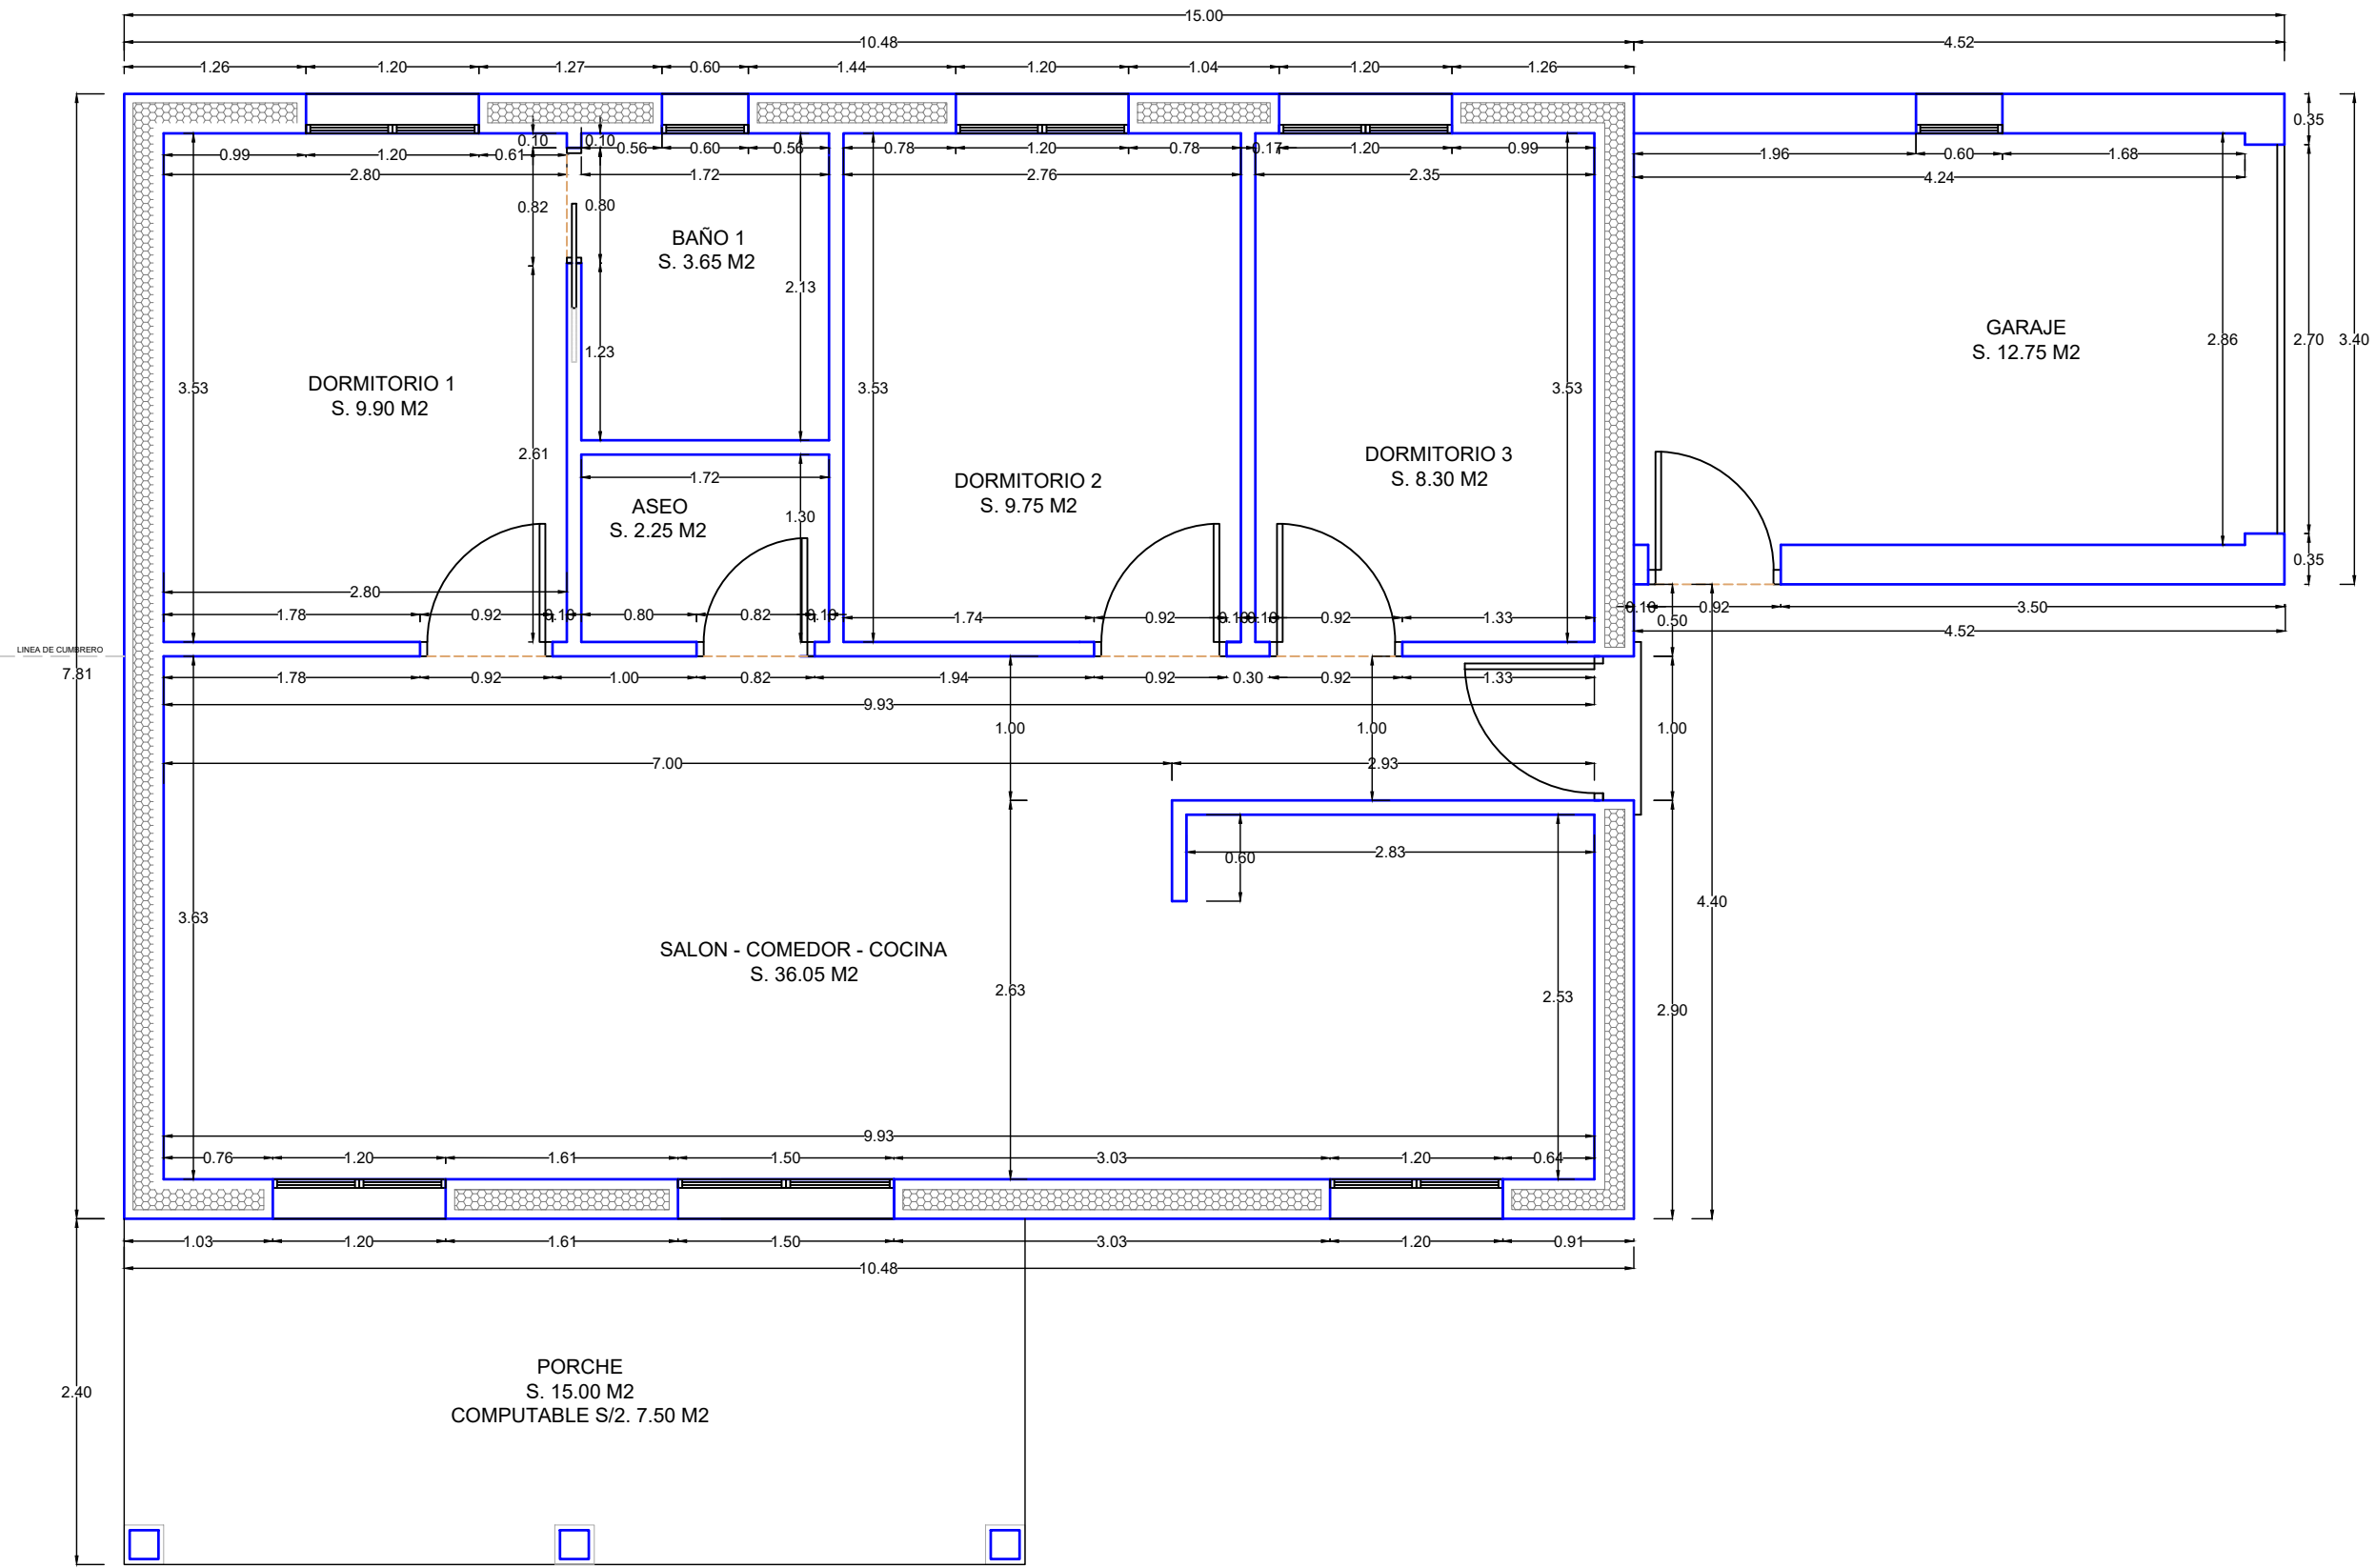 15.00
10.48 4.52
1.26 1.20 1.27 0.60 1.44 1.20 1.04 1.20 1.26
0.35
0.10 0.10
0.99 1.20 0.61 0.56 0.60 0.56 0.78 1.20 0.78 0.17 1.20 0.99 1.96 0.60 1.68
2.80 1.72 2.76 2.35 4.24
0.82 0.80
BAÑO 1
S. 3.65 M2
2.13
GARAJE
S. 12.75 M2
2.86 2.70 3.40
1.23
DORMITORIO 1
S. 9.90 M2
3.53 3.53 3.53
2.61
DORMITORIO 3
S. 8.30 M2
1.72
DORMITORIO 2
S. 9.75 M2
ASEO
S. 2.25 M2
1.30
0.35
2.80
1.78 0.92 0.10 0.80 0.82 0.10 1.74 0.92 0.10 0.10 0.92 1.33
0.10 0.92 3.50
0.50
4.52
LINEA DE CUMBRERO
7.81
1.78 0.92 1.00 0.82 1.94 0.92 0.30 0.92 1.33
9.93
1.00 1.00 1.00
7.00 2.93
0.60 2.83
4.40
3.63
SALON - COMEDOR - COCINA
S. 36.05 M2
2.63 2.53
2.90
9.93
0.76 1.20 1.61 1.50 3.03 1.20 0.64
1.03 1.20 1.61 1.50 3.03 1.20 0.91
10.48
PORCHE
S. 15.00 M2
COMPUTABLE S/2. 7.50 M2
2.40